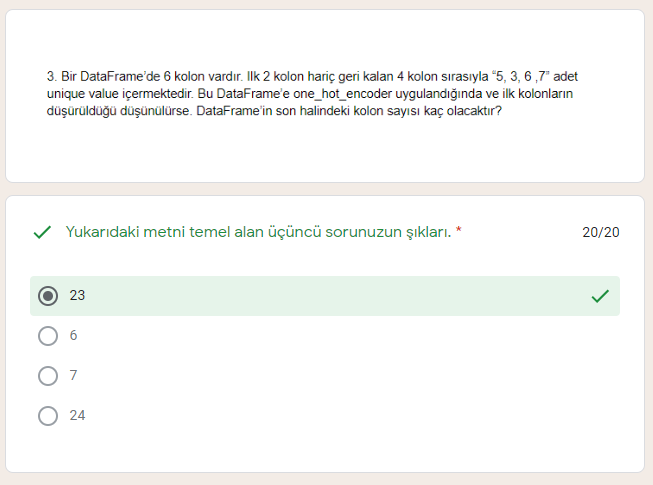 3. Bir DataFrame'de 6 kolon vardır. Ilk 2 kolon hariç geri kalan 4 kolon sırasıyla “5, 3, 6 ,7” adet
unique value içermektedir. Bu DataFrame'e one_hot_encoder uygulandığında ve ilk kolonların
düşürüldüğü düşünülürse. DataFrame'in son halindeki kolon sayısı kaç olacaktır?
Yukarıdaki metni temel alan üçüncü sorunuzun şıkları. *
20/20
23
6
7
24